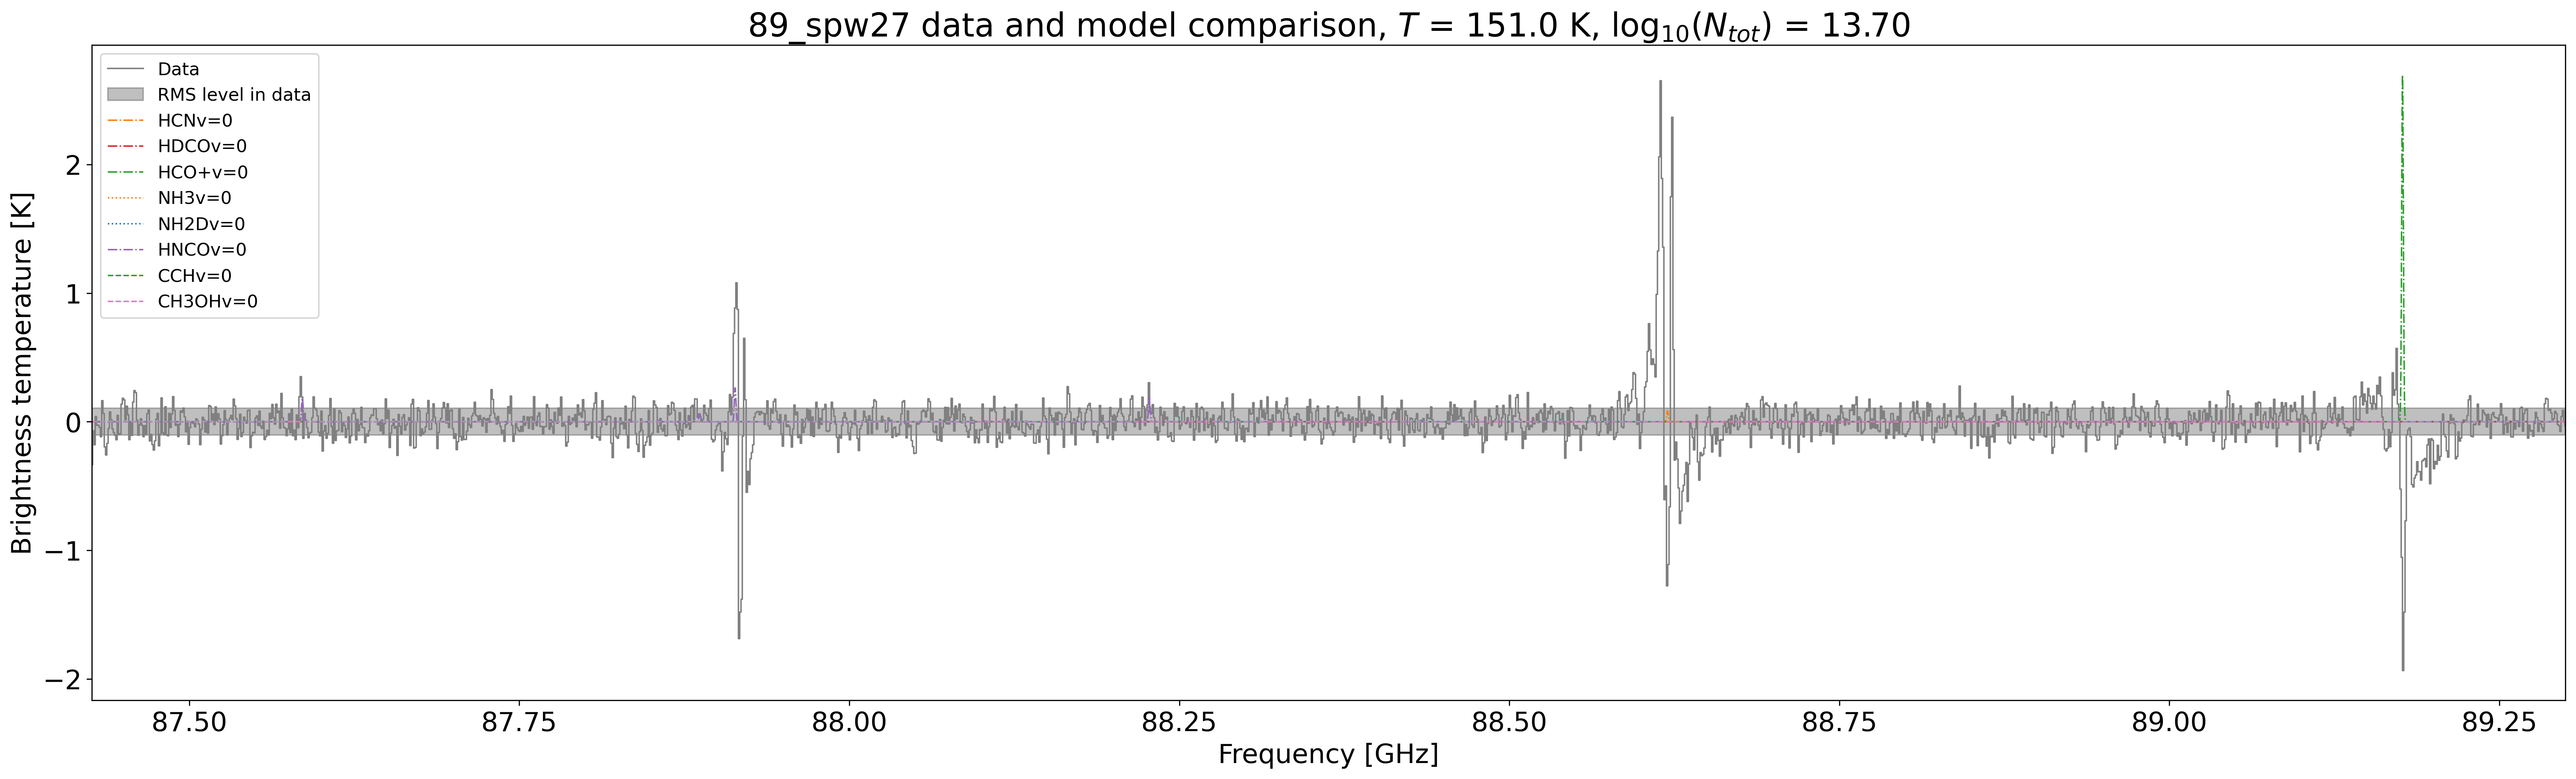 89_spw27 data and model comparison, T = 151.0 K, log₁₀(Nₜₒₜ) = 13.70
Data
RMS level in data
HCNv=0
HDCOv=0
HCO+v=0
NH3v=0
NH2Dv=0
HNCOv=0
CCHv=0
CH3OHv=0
Brightness temperature [K]
2
1
0
−1
−2
87.50 87.75 88.00 88.25 88.50 88.75 89.00 89.25
Frequency [GHz]